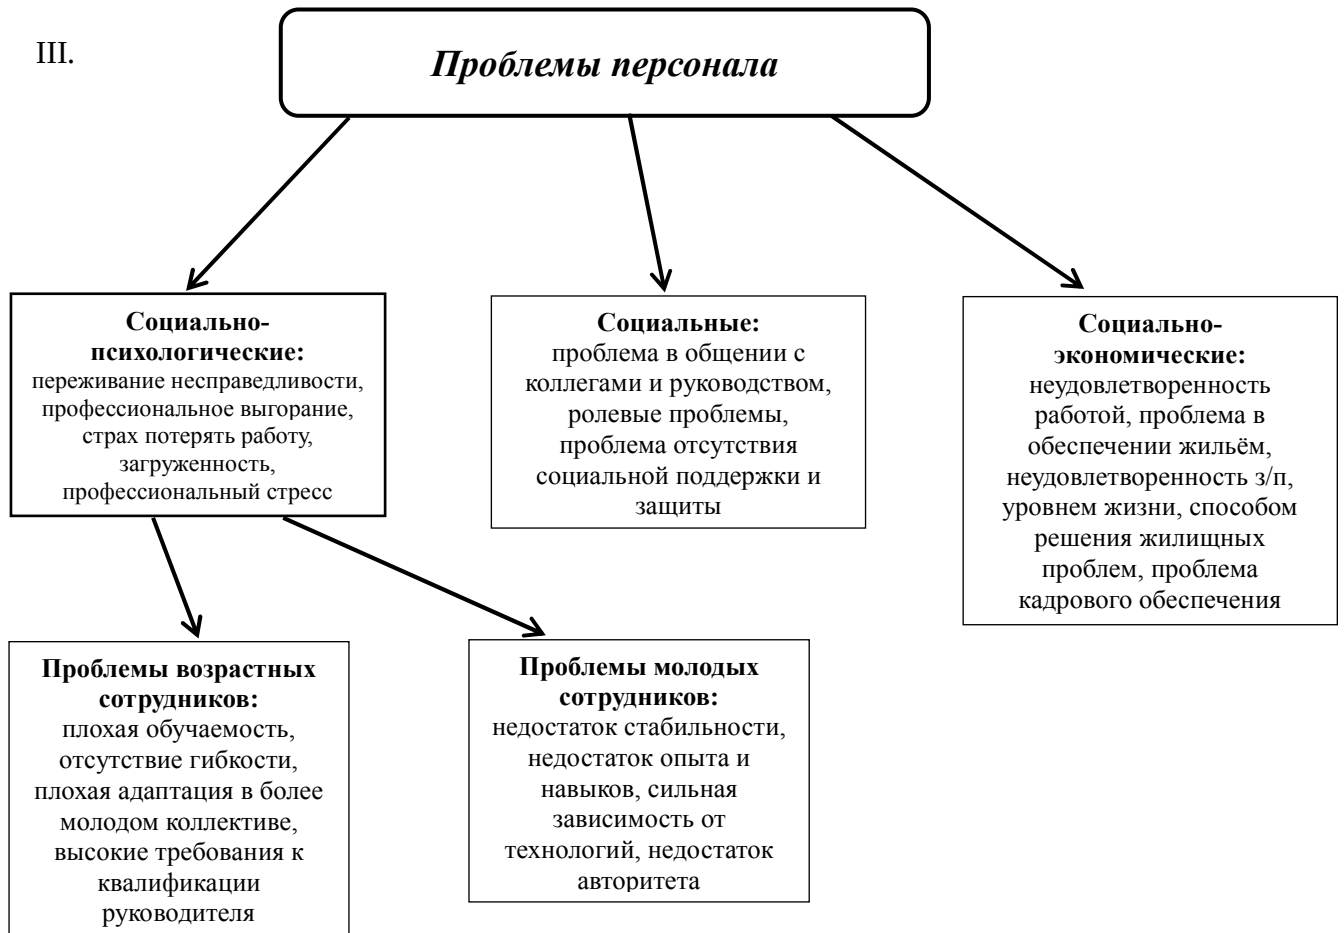 III.
Проблемы персонала
Социально-
психологические:
переживание несправедливости,
профессиональное выгорание,
страх потерять работу,
загруженность,
профессиональный стресс
Социальные:
проблема в общении с
коллегами и руководством,
ролевые проблемы,
проблема отсутствия
социальной поддержки и
защиты
Социально-
экономические:
неудовлетворенность
работой, проблема в
обеспечении жильём,
неудовлетворенность з/п,
уровнем жизни, способом
решения жилищных
проблем, проблема
кадрового обеспечения
Проблемы возрастных
сотрудников:
плохая обучаемость,
отсутствие гибкости,
плохая адаптация в более
молодом коллективе,
высокие требования к
квалификации
руководителя
Проблемы молодых
сотрудников:
недостаток стабильности,
недостаток опыта и
навыков, сильная
зависимость от
технологий, недостаток
авторитета